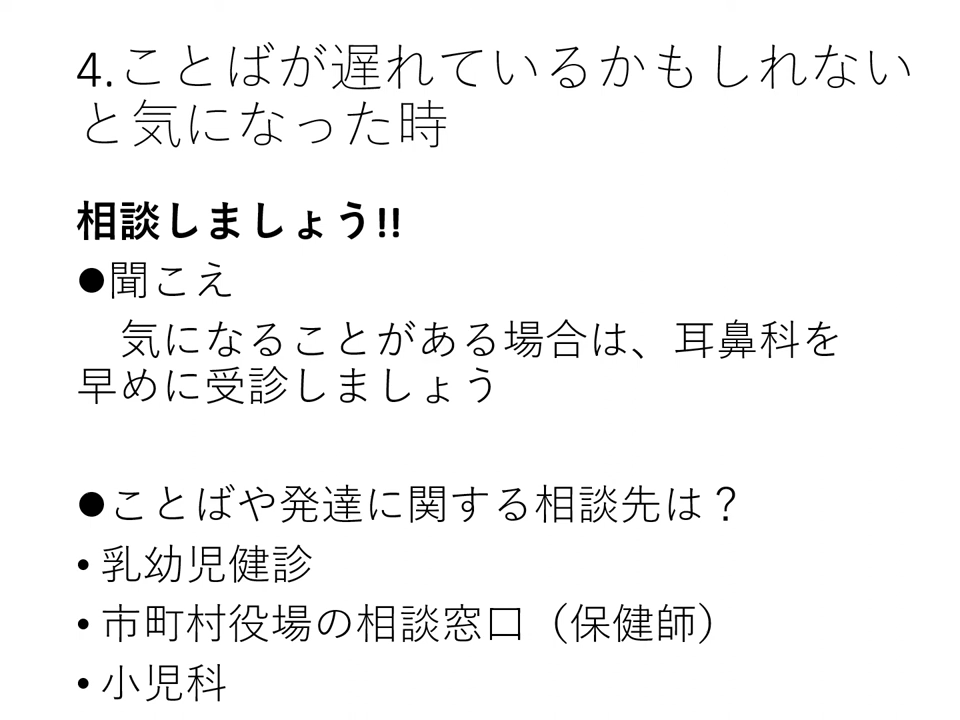 4.ことばが遅れているかもしれない
と気になった時
相談しましょう!!
●聞こえ
　気になることがある場合は、耳鼻科を
早めに受診しましょう
●ことばや発達に関する相談先は？
• 乳幼児健診
• 市町村役場の相談窓口（保健師）
• 小児科